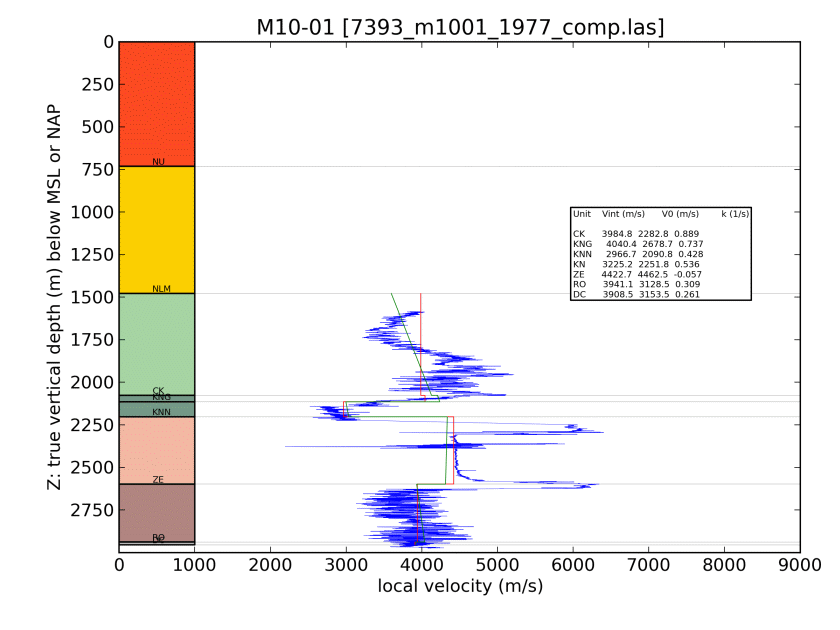 M10-01 [7393_m1001_1977_comp.las]
Z: true vertical depth (m) below MSL or NAP
0
250
500
750
1000
1250
1500
1750
2000
2250
2500
2750
NU
NLM
CK
KNG
KNN
ZE
RO
DC
Unit Vint (m/s) V0 (m/s) k (1/s)
CK 3984.8 2282.8 0.889
KNG 4040.4 2678.7 0.737
KNN 2966.7 2090.8 0.428
KN 3225.2 2251.8 0.536
ZE 4422.7 4462.5 -0.057
RO 3941.1 3128.5 0.309
DC 3908.5 3153.5 0.261
0 1000 2000 3000 4000 5000 6000 7000 8000 9000
local velocity (m/s)